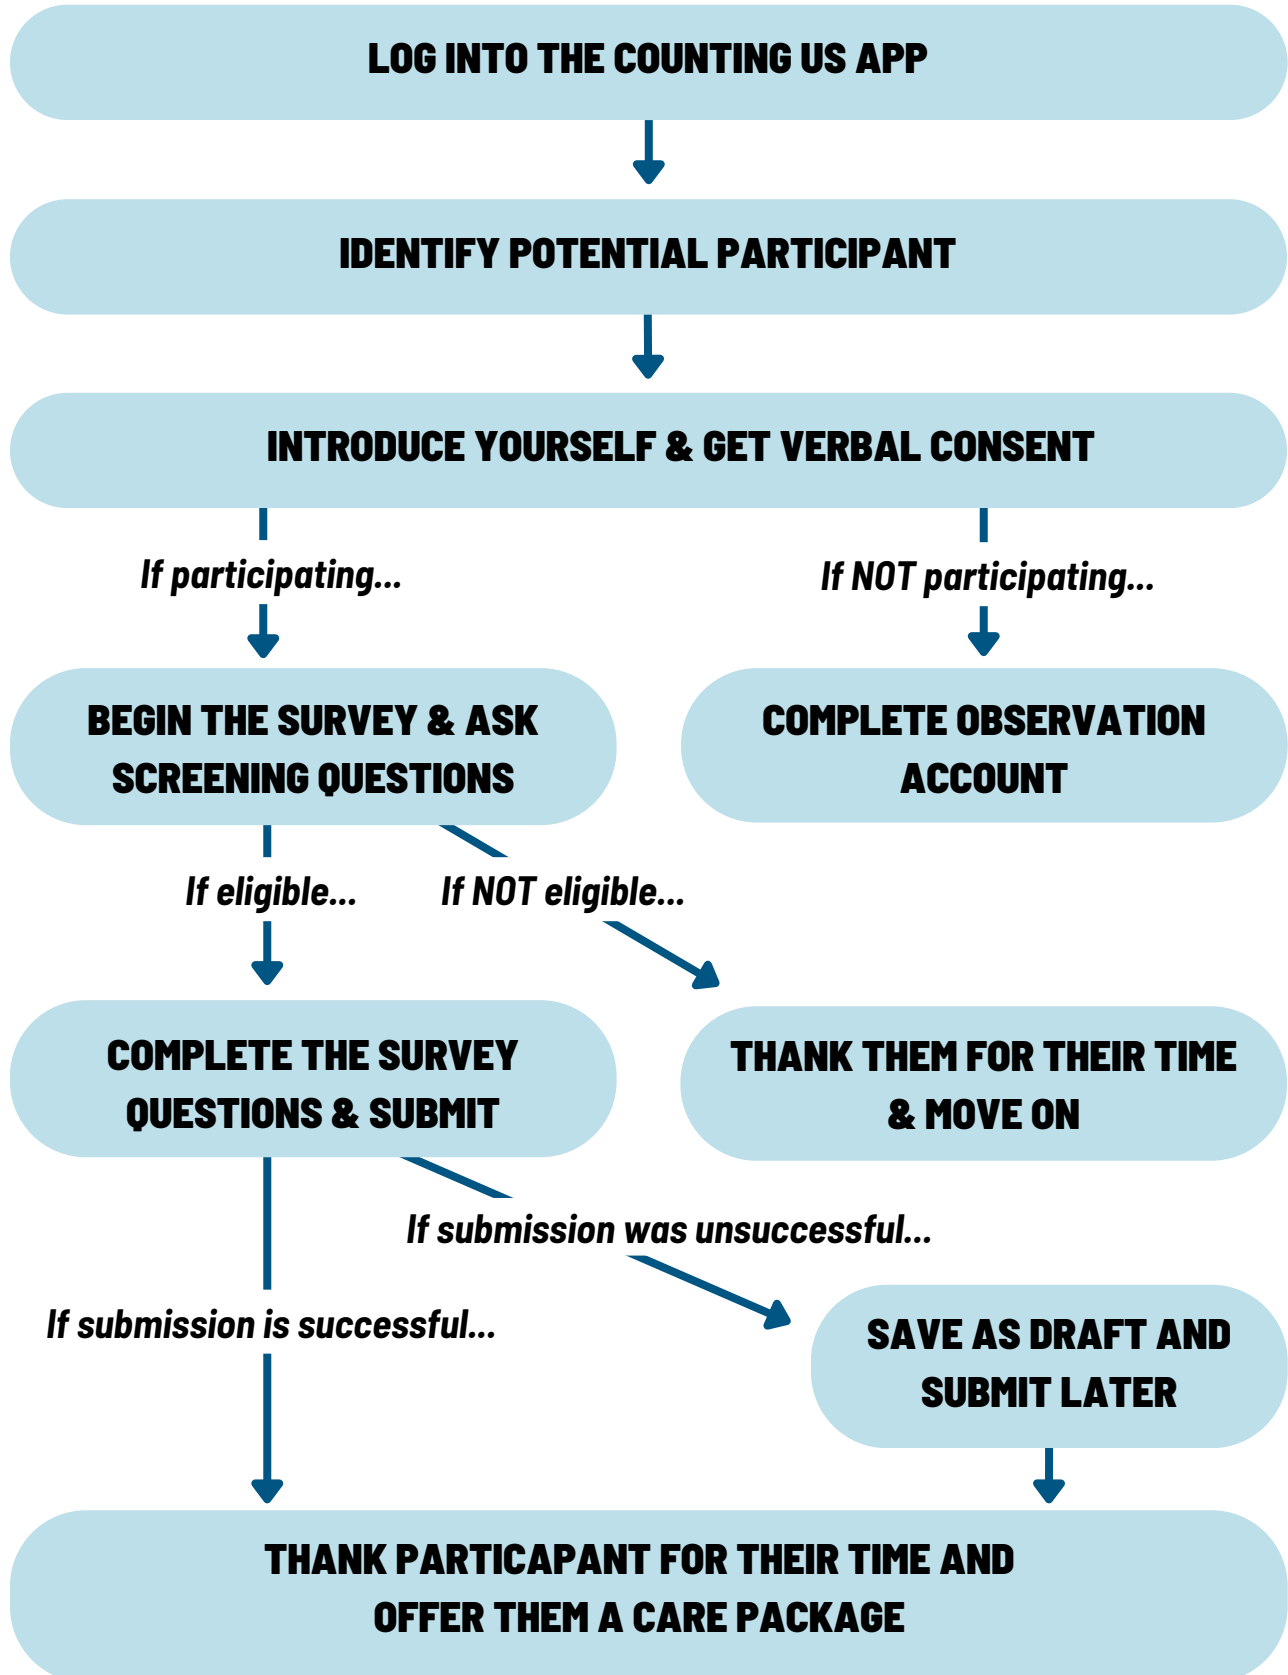 LOG INTO THE COUNTING US APP
IDENTIFY POTENTIAL PARTICIPANT
INTRODUCE YOURSELF & GET VERBAL CONSENT
If participating...
If NOT participating...
BEGIN THE SURVEY & ASK
SCREENING QUESTIONS
COMPLETE OBSERVATION
ACCOUNT
If eligible...
If NOT eligible...
COMPLETE THE SURVEY
QUESTIONS & SUBMIT
THANK THEM FOR THEIR TIME
& MOVE ON
If submission was unsuccessful...
If submission is successful...
SAVE AS DRAFT AND
SUBMIT LATER
THANK PARTICAPANT FOR THEIR TIME AND
OFFER THEM A CARE PACKAGE